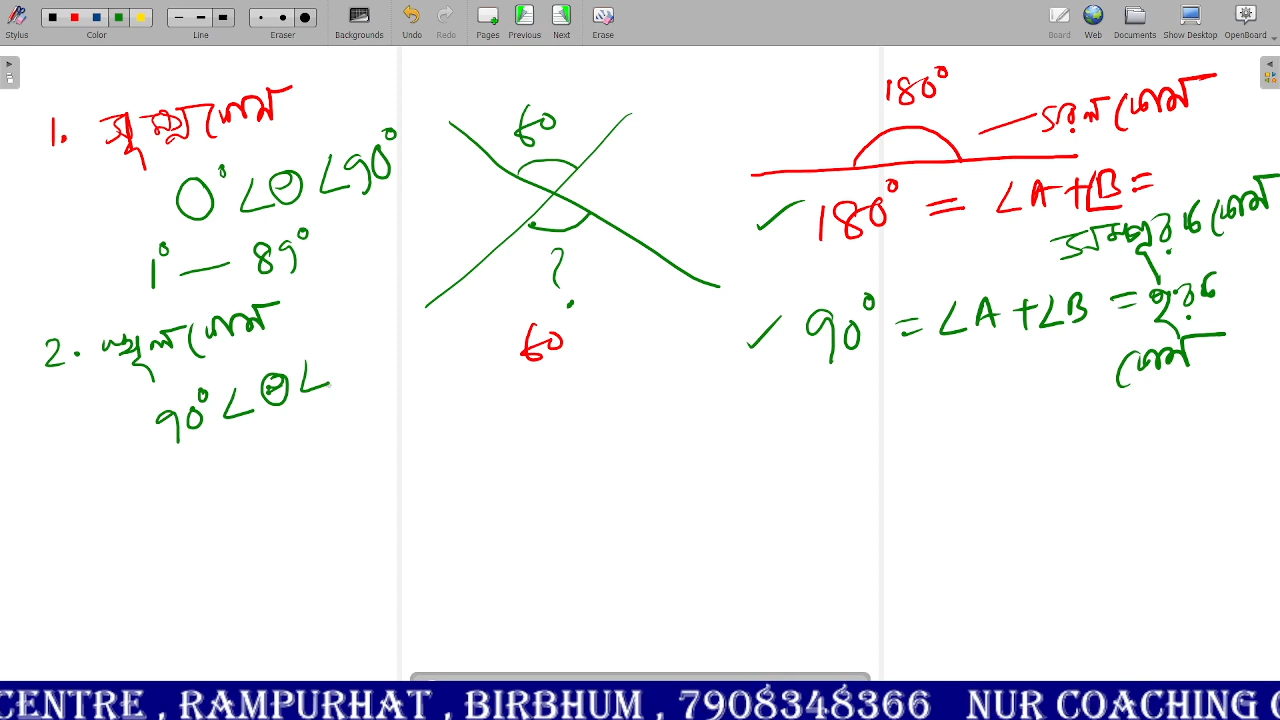 Stylus
Color
Line
Eraser
Backgrounds
Undo
Redo
Pages
Previous
Next
Erase
Board
Web
Documents
Show Desktop
OpenBoard
1. সূক্ষ্মকোণ
0° < θ < 90°
1° — 89°
2. স্থূলকোণ
90° < θ <
60
?
60
180°
সরলকোণ
180° = ∠A + ∠B =
সম্পূরক কোণ
90° = ∠A + ∠B = পূরক
কোণ
CENTRE , RAMPURHAT , BIRBHUM , 7908348366 NUR COACHING C